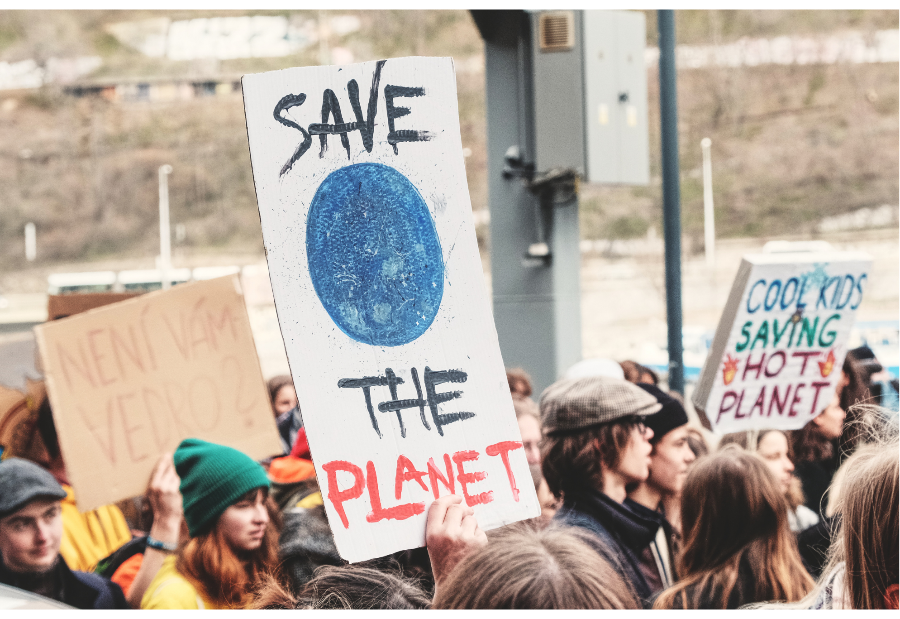 SAVE
THE
PLANET
NENÍ VÁM
VEDRO?
COOL KIDS
SAVING
HOT
PLANET